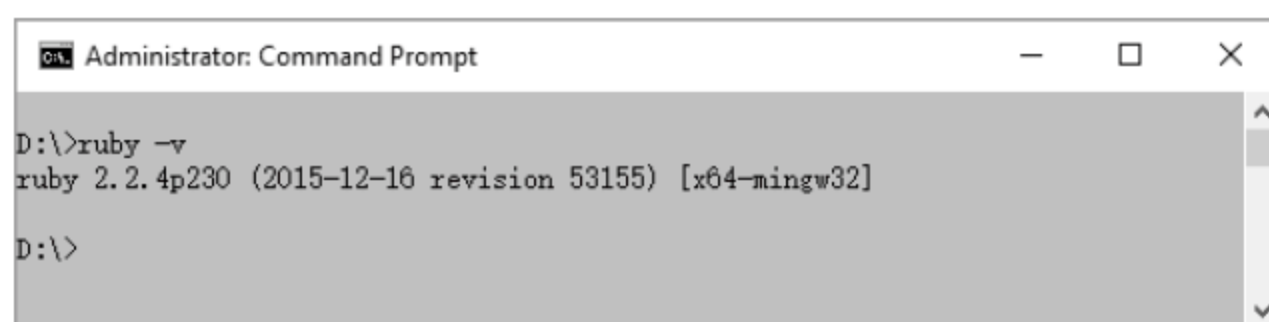 Administrator: Command Prompt
D:\>ruby -v
ruby 2.2.4p230 (2015-12-16 revision 53155) [x64-mingw32]
D:\>